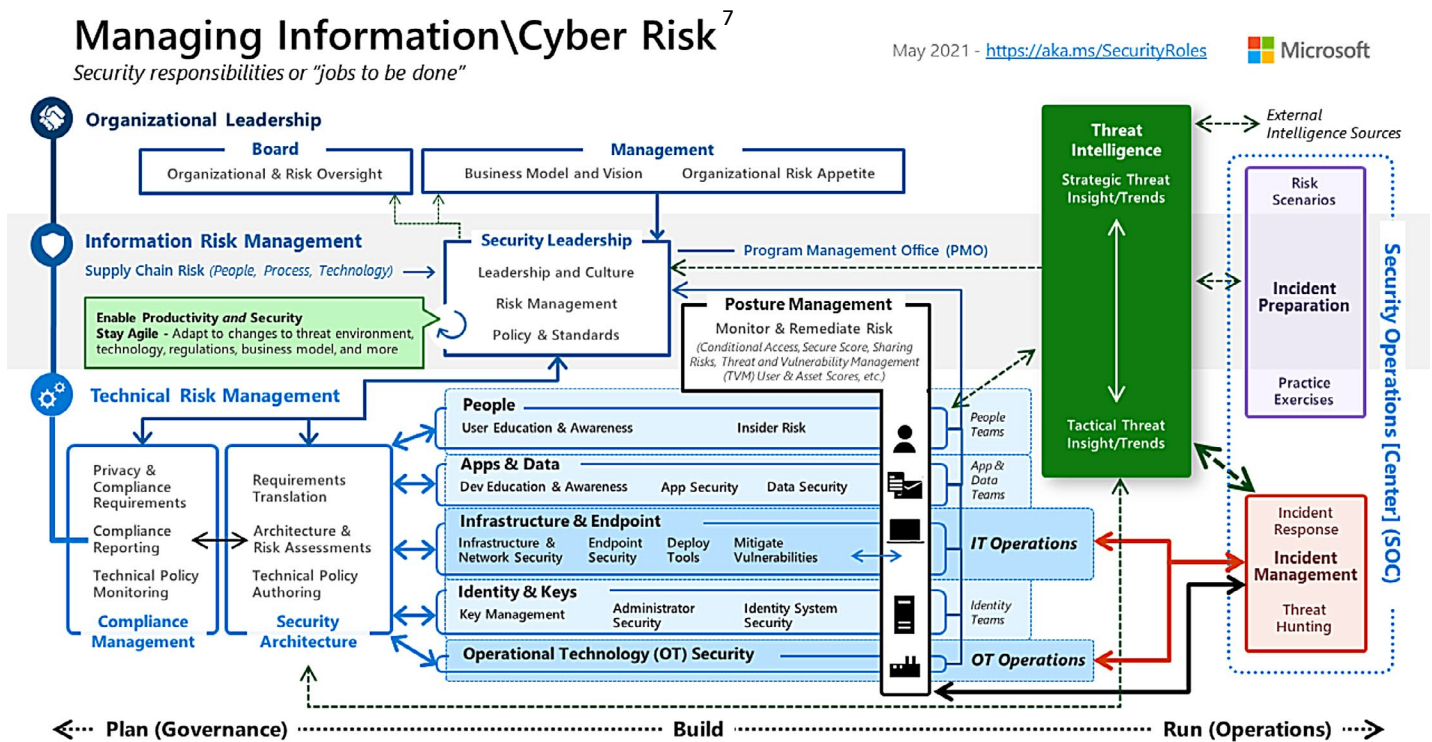 Managing Information\Cyber Risk 7
Security responsibilities or "jobs to be done"
May 2021 - https://aka.ms/SecurityRoles
Microsoft
Organizational Leadership
Board
Organizational & Risk Oversight
Management
Business Model and Vision
Organizational Risk Appetite
Threat
Intelligence
Strategic Threat
Insight/Trends
Tactical Threat
Insight/Trends
External
Intelligence Sources
Information Risk Management
Supply Chain Risk (People, Process, Technology)
Security Leadership
Leadership and Culture
Risk Management
Policy & Standards
Program Management Office (PMO)
Enable Productivity and Security
Stay Agile - Adapt to changes to threat environment,
technology, regulations, business model, and more
Posture Management
Monitor & Remediate Risk
(Conditional Access, Secure Score, Sharing
Risks, Threat and Vulnerability Management
(TVM) User & Asset Scores, etc.)
Risk
Scenarios
Incident
Preparation
Practice
Exercises
Security Operations [Center] (SOC)
Technical Risk Management
Privacy &
Compliance
Requirements
Compliance
Reporting
Technical Policy
Monitoring
Compliance
Management
Requirements
Translation
Architecture &
Risk Assessments
Technical Policy
Authoring
Security
Architecture
People
User Education & Awareness
Insider Risk
People
Teams
Apps & Data
Dev Education & Awareness
App Security
Data Security
App &
Data
Teams
Infrastructure & Endpoint
Infrastructure &
Network Security
Endpoint
Security
Deploy
Tools
Mitigate
Vulnerabilities
IT Operations
Identity & Keys
Key Management
Administrator
Security
Identity System
Security
Identity
Teams
Operational Technology (OT) Security
OT Operations
Incident
Response
Incident
Management
Threat
Hunting
Plan (Governance)
Build
Run (Operations)